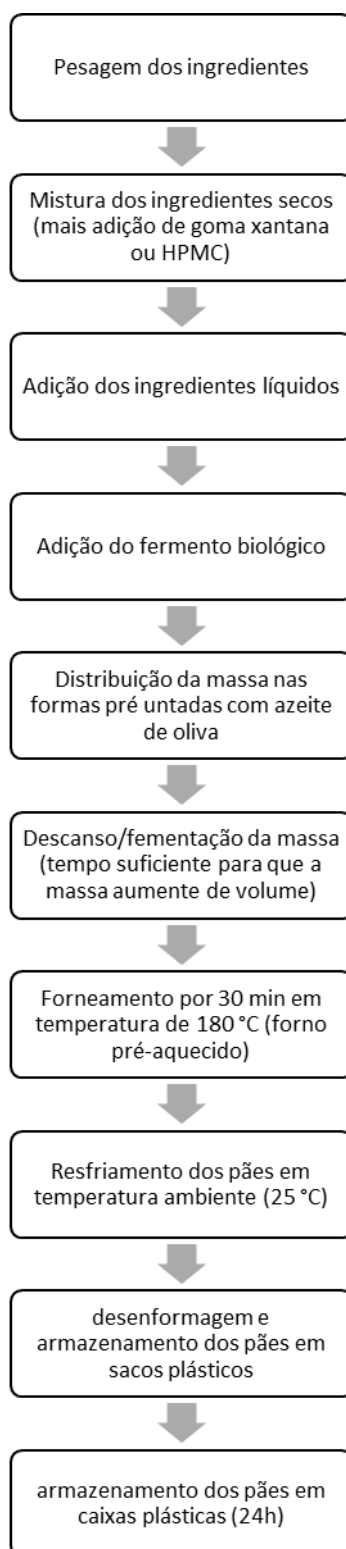 Pesagem dos ingredientes
Mistura dos ingredientes secos
(mais adição de goma xantana
ou HPMC)
Adição dos ingredientes líquidos
Adição do fermento biológico
Distribuição da massa nas
formas pré untadas com azeite
de oliva
Descanso/fementação da massa
(tempo suficiente para que a
massa aumente de volume)
Forneamento por 30 min em
temperatura de 180 °C (forno
pré-aquecido)
Resfriamento dos pães em
temperatura ambiente (25 °C)
desenformagem e
armazenamento dos pães em
sacos plásticos
armazenamento dos pães em
caixas plásticas (24h)